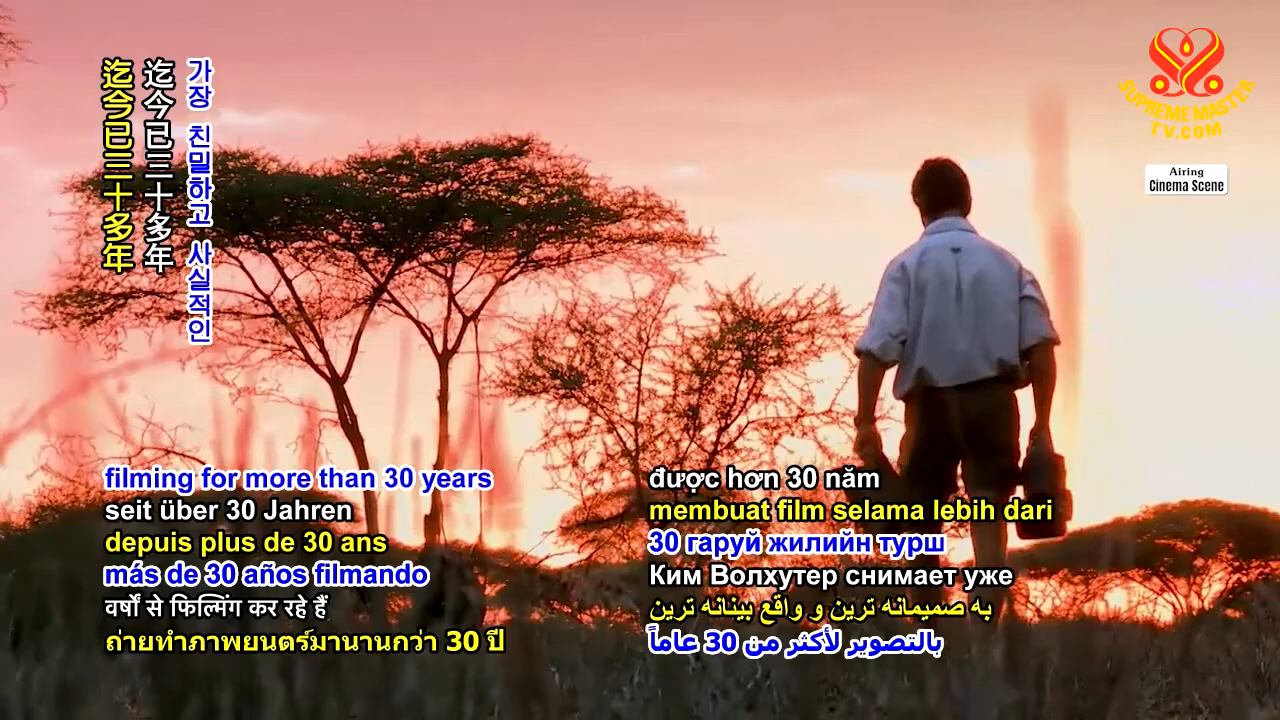 迄今已三十多年
迄今已三十多年
가장 친밀하고 사실적인
SUPREME MASTER
TV.COM
Airing
Cinema Scene
filming for more than 30 years
seit über 30 Jahren
depuis plus de 30 ans
más de 30 años filmando
वर्षों से फिल्मिंग कर रहे हैं
ถ่ายทำภาพยนตร์มานานกว่า 30 ปี
được hơn 30 năm
membuat film selama lebih dari
30 гаруй жилийн турш
Ким Волхутер снимает уже
به صمیمانه ترین و واقع بینانه ترین
بالتصوير لأكثر من 30 عاماً